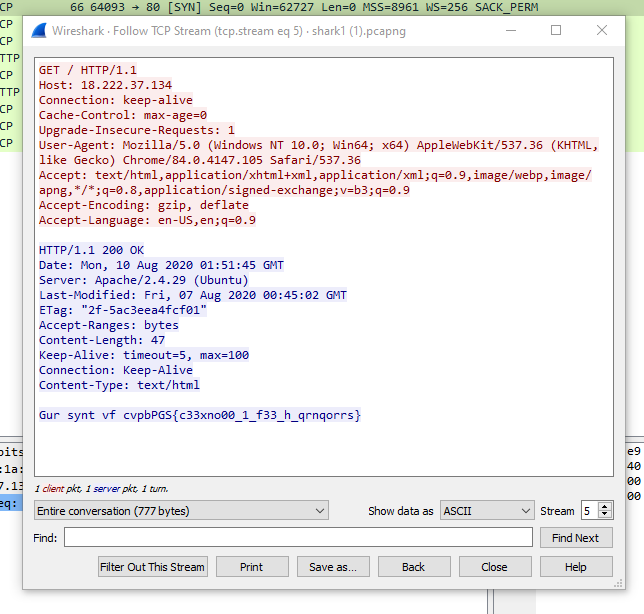 CP 66 64093 → 80 [SYN] Seq=0 Win=62727 Len=0 MSS=8961 WS=256 SACK_PERM
CP
CP
TTP
CP
TTP
CP
CP
CP
Wireshark · Follow TCP Stream (tcp.stream eq 5) · shark1 (1).pcapng
GET / HTTP/1.1
Host: 18.222.37.134
Connection: keep-alive
Cache-Control: max-age=0
Upgrade-Insecure-Requests: 1
User-Agent: Mozilla/5.0 (Windows NT 10.0; Win64; x64) AppleWebKit/537.36 (KHTML,
like Gecko) Chrome/84.0.4147.105 Safari/537.36
Accept: text/html,application/xhtml+xml,application/xml;q=0.9,image/webp,image/
apng,*/*;q=0.8,application/signed-exchange;v=b3;q=0.9
Accept-Encoding: gzip, deflate
Accept-Language: en-US,en;q=0.9
HTTP/1.1 200 OK
Date: Mon, 10 Aug 2020 01:51:45 GMT
Server: Apache/2.4.29 (Ubuntu)
Last-Modified: Fri, 07 Aug 2020 00:45:02 GMT
ETag: "2f-5ac3eea4fcf01"
Accept-Ranges: bytes
Content-Length: 47
Keep-Alive: timeout=5, max=100
Connection: Keep-Alive
Content-Type: text/html
Gur synt vf cvpbPGS{c33xno00_1_f33_h_qrnqorrs}
bits
:1a:
7.13
eq:
e9
40
00
00
1 client pkt, 1 server pkt, 1 turn.
Entire conversation (777 bytes) Show data as ASCII Stream 5
Find: Find Next
Filter Out This Stream Print Save as... Back Close Help